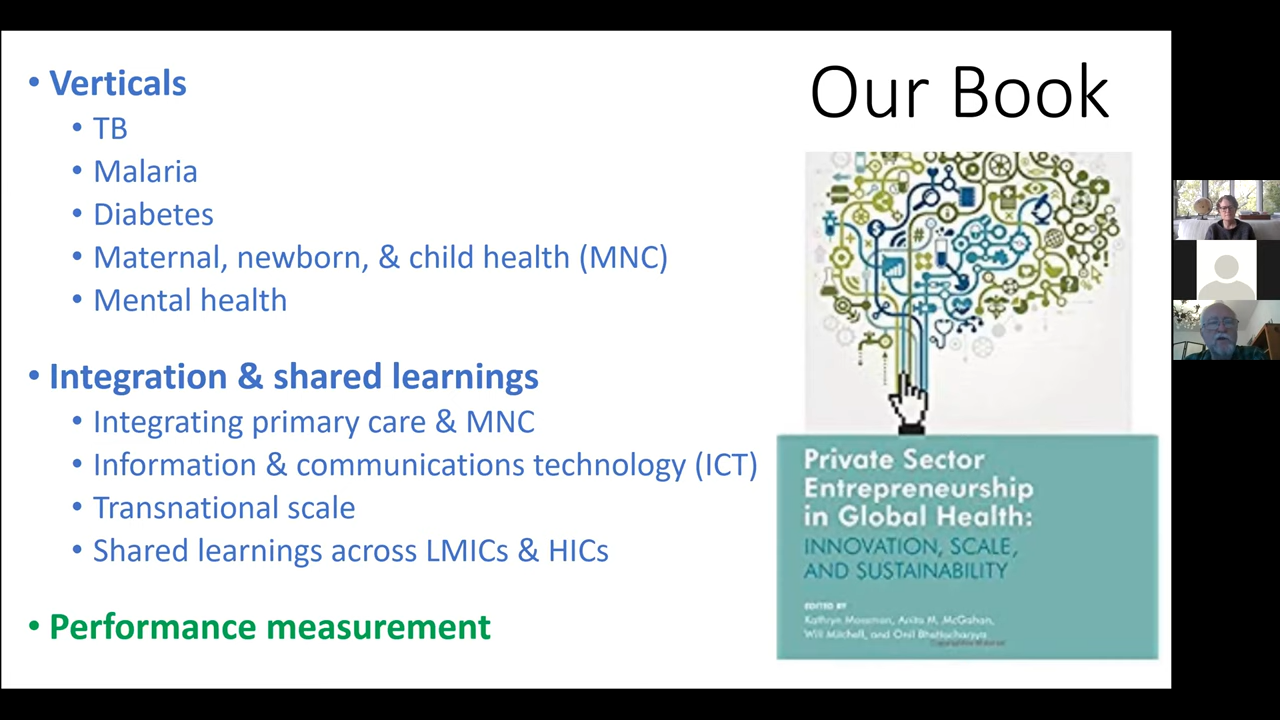 • Verticals
• TB
• Malaria
• Diabetes
• Maternal, newborn, & child health (MNC)
• Mental health
• Integration & shared learnings
• Integrating primary care & MNC
• Information & communications technology (ICT)
• Transnational scale
• Shared learnings across LMICs & HICs
• Performance measurement
Our Book
Private Sector
Entrepreneurship
in Global Health:
INNOVATION, SCALE,
AND SUSTAINABILITY
EDITED BY
Kathryn Mossman, Anita M. McGahan,
Will Mitchell, and Onil Bhattacharyya